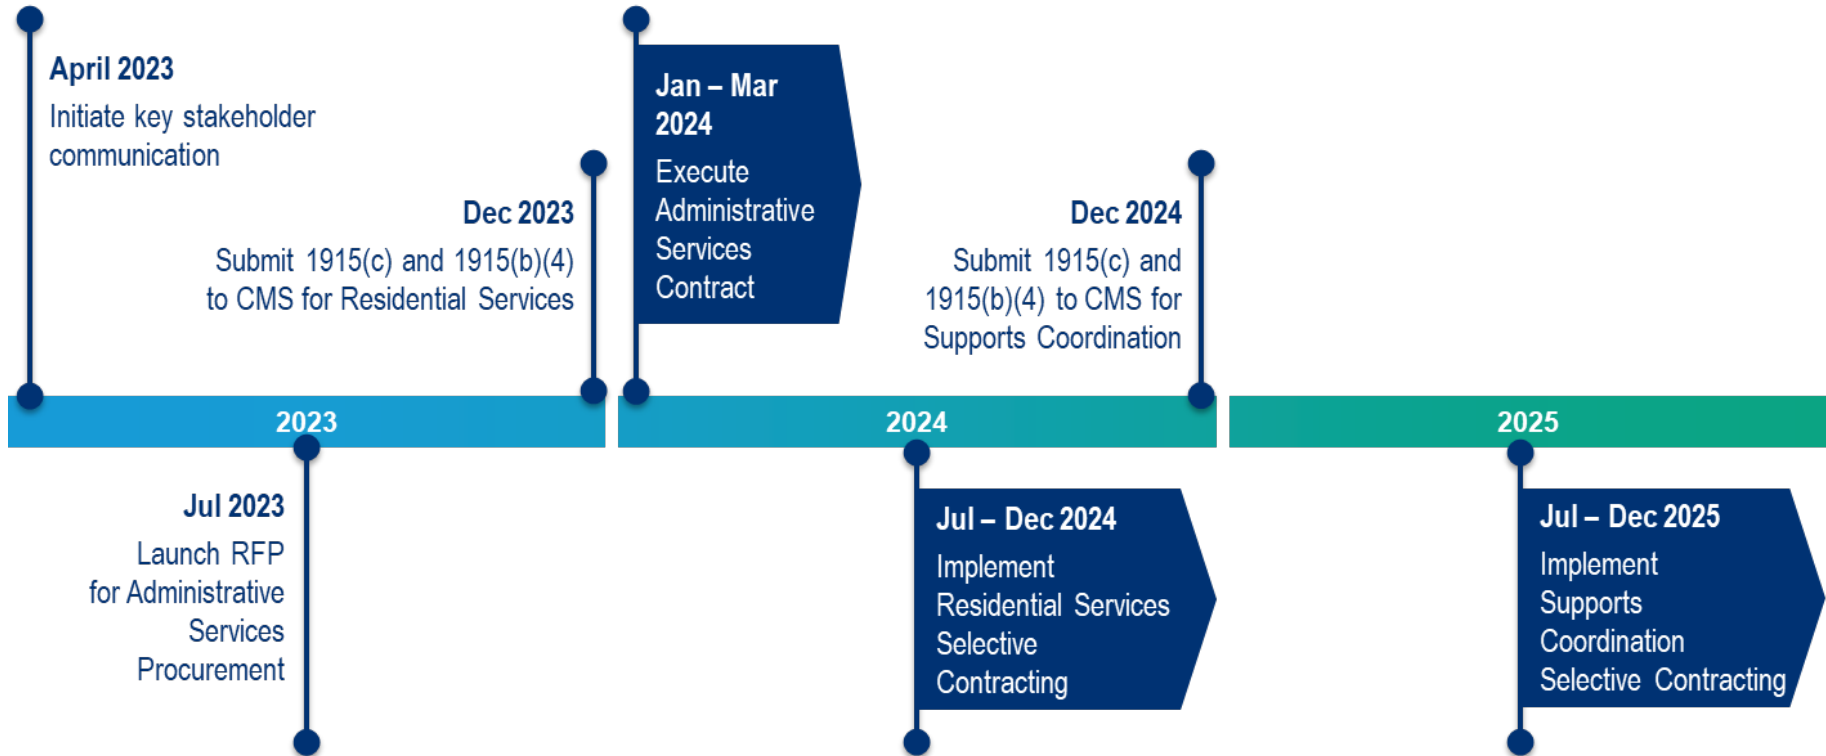 April 2023
Initiate key stakeholder
communication
Dec 2023
Submit 1915(c) and 1915(b)(4)
to CMS for Residential Services
Jan – Mar
2024
Execute
Administrative
Services
Contract
Dec 2024
Submit 1915(c) and
1915(b)(4) to CMS for
Supports Coordination
2023
2024
2025
Jul 2023
Launch RFP
for Administrative
Services
Procurement
Jul – Dec 2024
Implement
Residential Services
Selective
Contracting
Jul – Dec 2025
Implement
Supports
Coordination
Selective Contracting